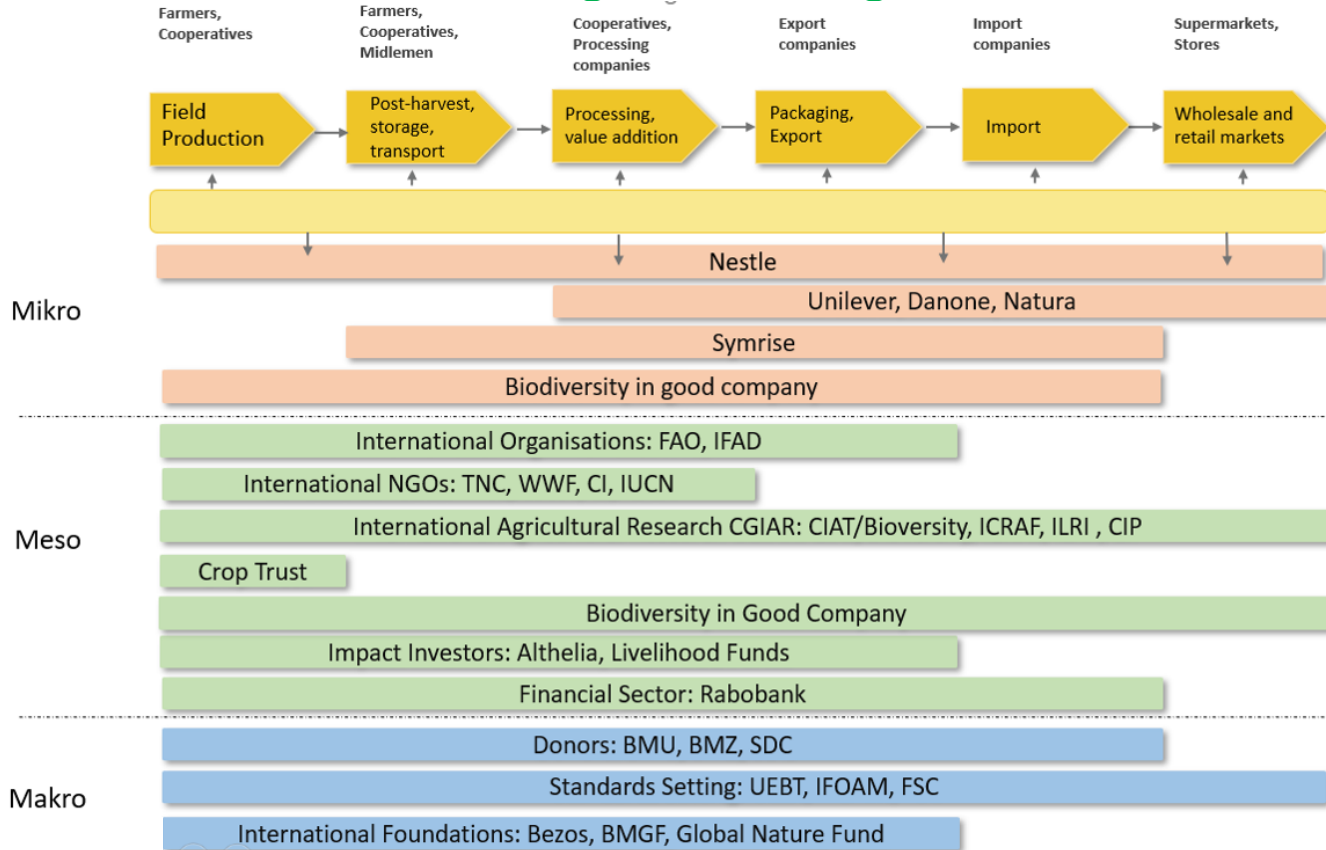 Farmers,
Cooperatives
Farmers,
Cooperatives,
Midlemen
Cooperatives,
Processing
companies
Export
companies
Import
companies
Supermarkets,
Stores
Field
Production
Post-harvest,
storage,
transport
Processing,
value addition
Packaging,
Export
Import
Wholesale and
retail markets
Mikro
Nestle
Unilever, Danone, Natura
Symrise
Biodiversity in good company
Meso
International Organisations: FAO, IFAD
International NGOs: TNC, WWF, CI, IUCN
International Agricultural Research CGIAR: CIAT/Bioversity, ICRAF, ILRI , CIP
Crop Trust
Biodiversity in Good Company
Impact Investors: Althelia, Livelihood Funds
Financial Sector: Rabobank
Makro
Donors: BMU, BMZ, SDC
Standards Setting: UEBT, IFOAM, FSC
International Foundations: Bezos, BMGF, Global Nature Fund